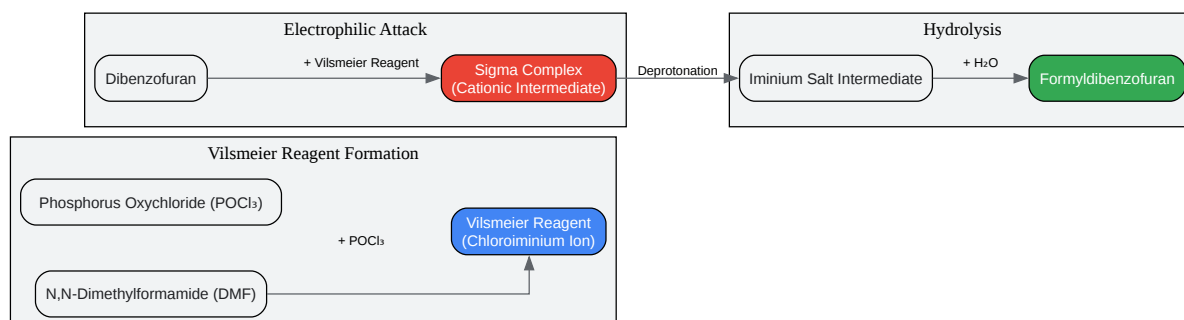 Electrophilic Attack
Dibenzofuran
+ Vilsmeier Reagent
Sigma Complex
(Cationic Intermediate)
Deprotonation
Hydrolysis
Iminium Salt Intermediate
+ H₂O
Formyldibenzofuran
Vilsmeier Reagent Formation
Phosphorus Oxychloride (POCl₃)
+ POCl₃
Vilsmeier Reagent
(Chloroiminium Ion)
N,N-Dimethylformamide (DMF)